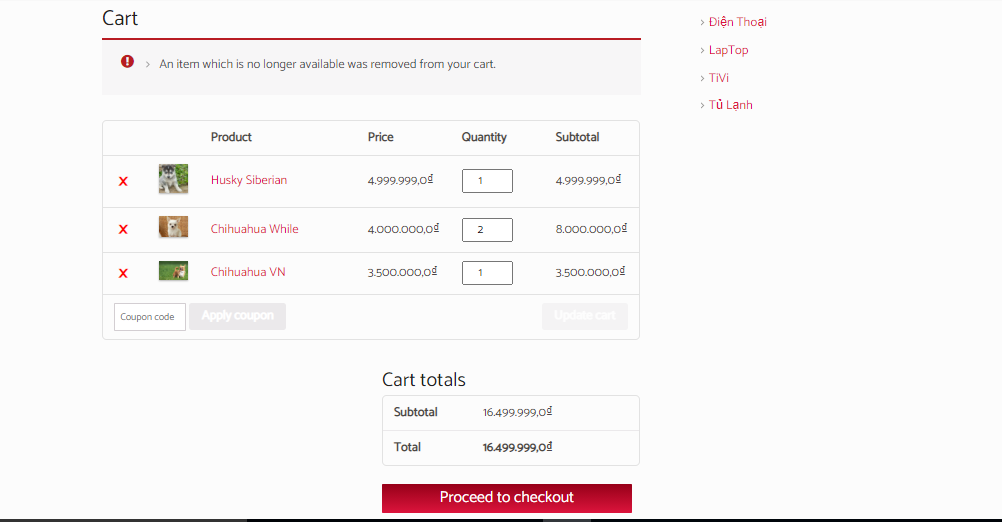 Cart
An item which is no longer available was removed from your cart.
Product Price Quantity Subtotal
x Husky Siberian 4.999.999,0₫ 1 4.999.999,0₫
x Chihuahua While 4.000.000,0₫ 2 8.000.000,0₫
x Chihuahua VN 3.500.000,0₫ 1 3.500.000,0₫
Coupon code Apply coupon Update cart
Cart totals
Subtotal 16.499.999,0₫
Total 16.499.999,0₫
Proceed to checkout
Điện Thoại
LapTop
TiVi
Tủ Lạnh